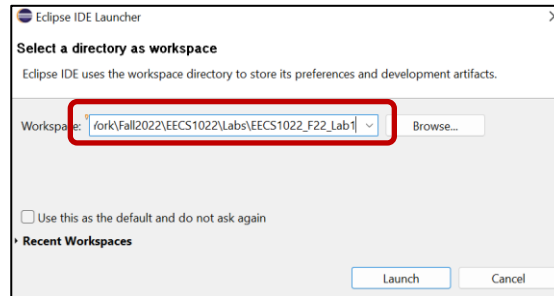 Eclipse IDE Launcher
Select a directory as workspace
Eclipse IDE uses the workspace directory to store its preferences and development artifacts.
Workspace: York\Fall2022\EECS1022\Labs\EECS1022_F22_Lab1 Browse...
Use this as the default and do not ask again
Recent Workspaces
Launch Cancel